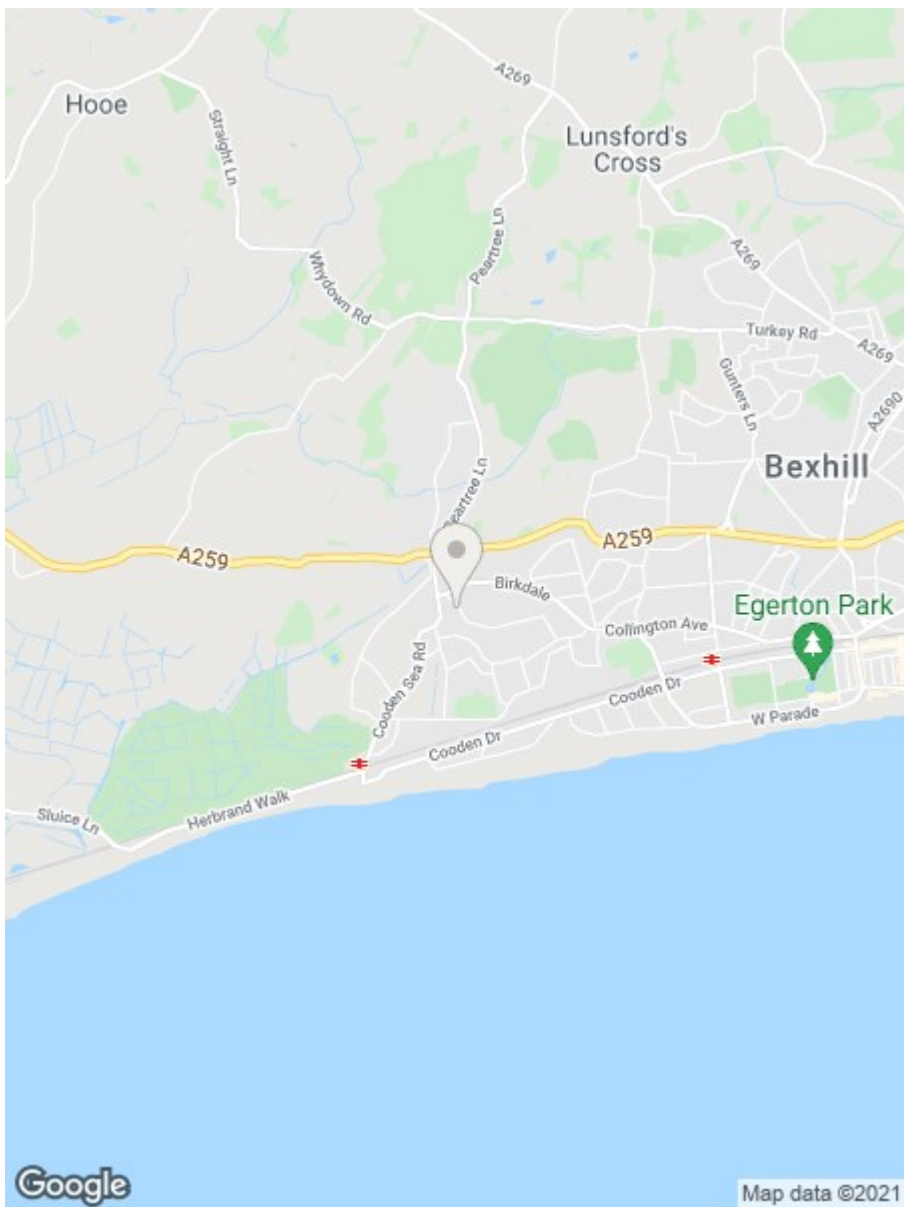 A269
Hooe
Straight Ln
Lunsford's
Cross
Peartree Ln
A269
Whydown Rd
Turkey Rd
A269
Gunters Ln
A2690
Bexhill
Peartree Ln
A259
A259
Birkdale
Egerton Park
Collington Ave
Cooden Sea Rd
Cooden Dr
W Parade
Cooden Dr
Herbrand Walk
Sluice Ln
Google
Map data ©2021